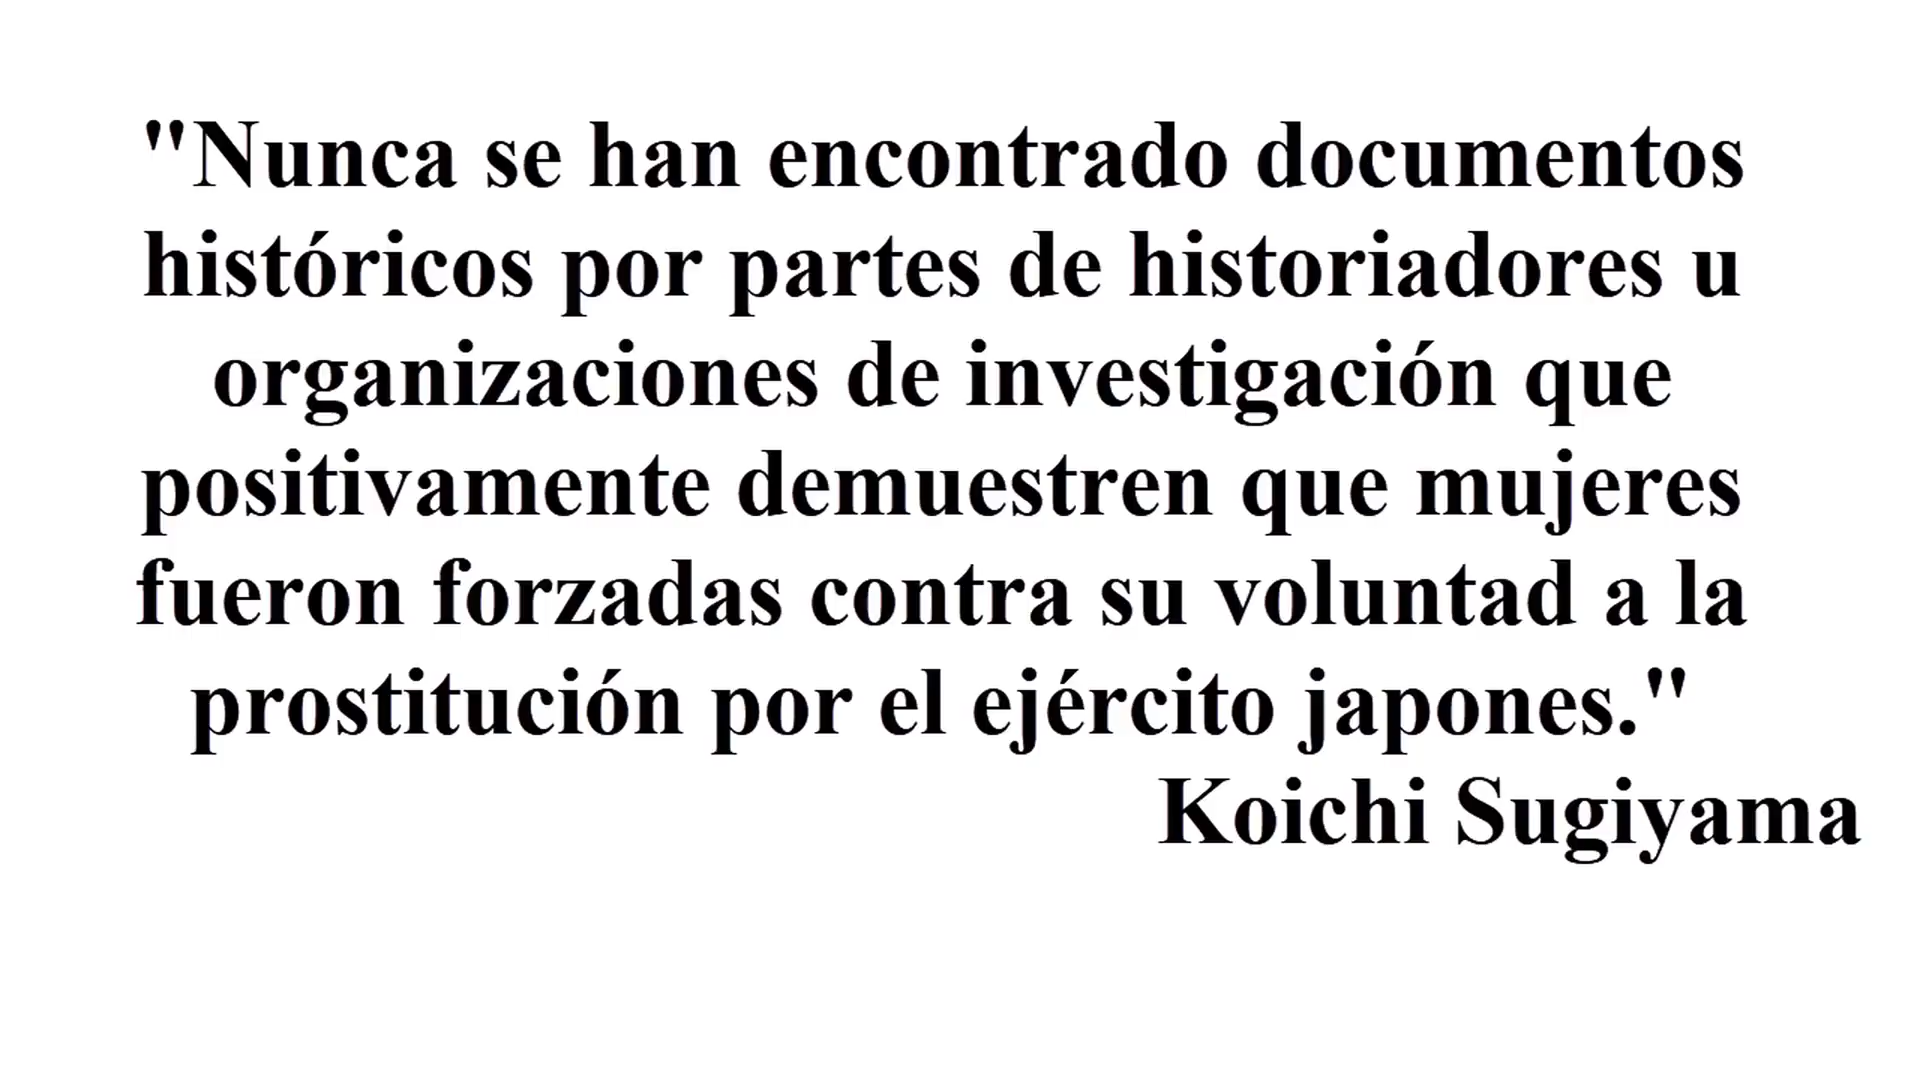 "Nunca se han encontrado documentos
históricos por partes de historiadores u
organizaciones de investigación que
positivamente demuestren que mujeres
fueron forzadas contra su voluntad a la
prostitución por el ejército japones."
Koichi Sugiyama